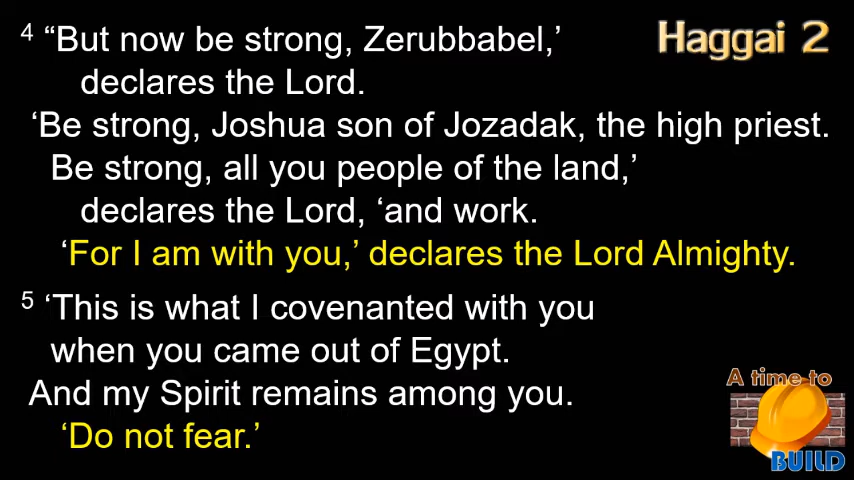 Haggai 2
4 “But now be strong, Zerubbabel,’
declares the Lord.
‘Be strong, Joshua son of Jozadak, the high priest.
Be strong, all you people of the land,’
declares the Lord, ‘and work.
‘For I am with you,’ declares the Lord Almighty.
5 ‘This is what I covenanted with you
when you came out of Egypt.
And my Spirit remains among you.
‘Do not fear.’
A time to
BUILD